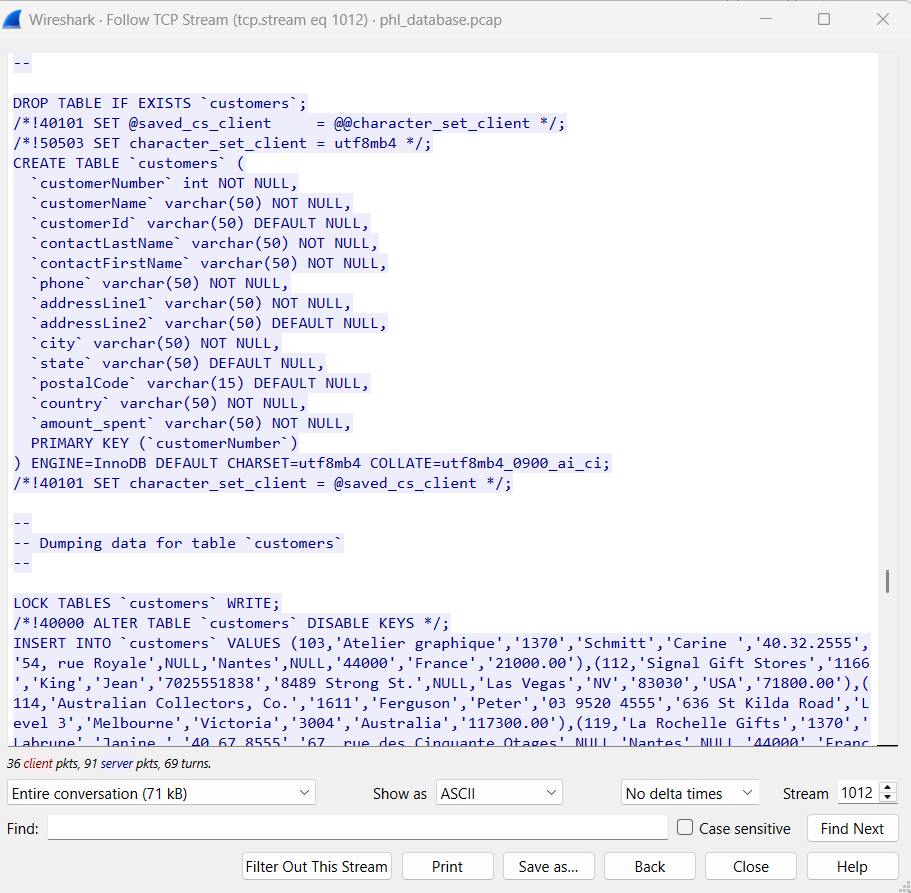 Wireshark · Follow TCP Stream (tcp.stream eq 1012) · phl_database.pcap
--
DROP TABLE IF EXISTS `customers`;
/*!40101 SET @saved_cs_client     = @@character_set_client */;
/*!50503 SET character_set_client = utf8mb4 */;
CREATE TABLE `customers` (
  `customerNumber` int NOT NULL,
  `customerName` varchar(50) NOT NULL,
  `customerId` varchar(50) DEFAULT NULL,
  `contactLastName` varchar(50) NOT NULL,
  `contactFirstName` varchar(50) NOT NULL,
  `phone` varchar(50) NOT NULL,
  `addressLine1` varchar(50) NOT NULL,
  `addressLine2` varchar(50) DEFAULT NULL,
  `city` varchar(50) NOT NULL,
  `state` varchar(50) DEFAULT NULL,
  `postalCode` varchar(15) DEFAULT NULL,
  `country` varchar(50) NOT NULL,
  `amount_spent` varchar(50) NOT NULL,
  PRIMARY KEY (`customerNumber`)
) ENGINE=InnoDB DEFAULT CHARSET=utf8mb4 COLLATE=utf8mb4_0900_ai_ci;
/*!40101 SET character_set_client = @saved_cs_client */;
--
-- Dumping data for table `customers`
--
LOCK TABLES `customers` WRITE;
/*!40000 ALTER TABLE `customers` DISABLE KEYS */;
INSERT INTO `customers` VALUES (103,'Atelier graphique','1370','Schmitt','Carine ','40.32.2555',
'54, rue Royale',NULL,'Nantes',NULL,'44000','France','21000.00'),(112,'Signal Gift Stores','1166
','King','Jean','7025551838','8489 Strong St.',NULL,'Las Vegas','NV','83030','USA','71800.00'),(
114,'Australian Collectors, Co.','1611','Ferguson','Peter','03 9520 4555','636 St Kilda Road','L
evel 3','Melbourne','Victoria','3004','Australia','117300.00'),(119,'La Rochelle Gifts','1370','
Labrune','Janine ','40.67.8555','67, rue des Cinquante Otages',NULL,'Nantes',NULL,'44000','Franc
36 client pkts, 91 server pkts, 69 turns.
Entire conversation (71 kB) Show as ASCII No delta times Stream 1012
Find: Case sensitive Find Next
Filter Out This Stream Print Save as... Back Close Help